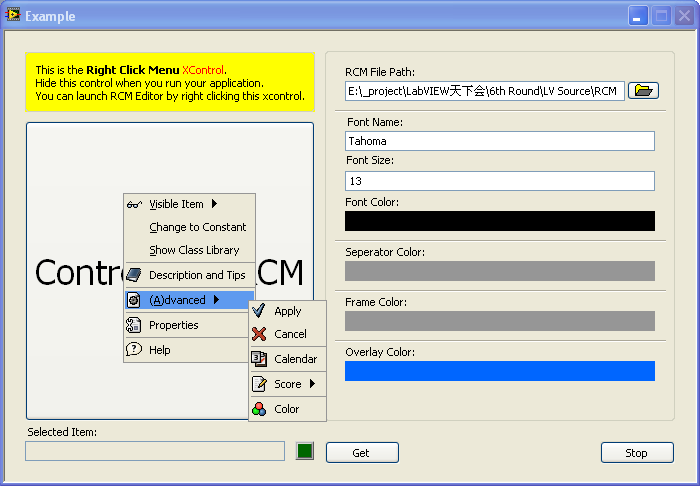 Example
This is the Right Click Menu XControl.
Hide this control when you run your application.
You can launch RCM Editor by right clicking this xcontrol.
Contro
RCM
Visible Item
Change to Constant
Show Class Library
Description and Tips
(A)dvanced
Properties
Help
Apply
Cancel
Calendar
Score
Color
Selected Item:
RCM File Path:
E:\_project\LabVIEW天下会\6th Round\LV Source\RCM
Font Name:
Tahoma
Font Size:
13
Font Color:
Seperator Color:
Frame Color:
Overlay Color:
Get
Stop